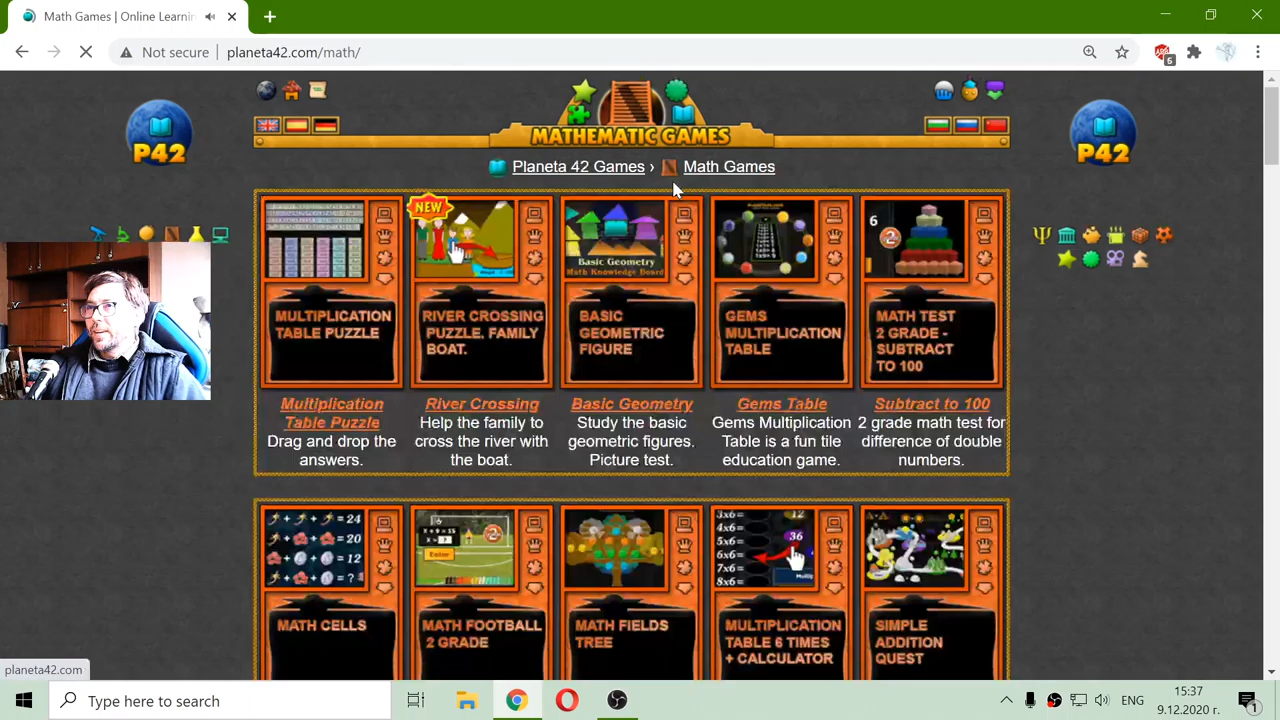 Math Games | Online Learnin
Not secure
planeta42.com/math/
6
MATHEMATIC GAMES
P42
P42
Planeta 42 Games › Math Games
NEW
Basic Geometry
Math Knowledge Board
6
2
MULTIPLICATION
TABLE PUZZLE
RIVER CROSSING
PUZZLE. FAMILY
BOAT.
BASIC
GEOMETRIC
FIGURE
GEMS
MULTIPLICATION
TABLE
MATH TEST
2 GRADE -
SUBTRACT
TO 100
Multiplication
Table Puzzle
Drag and drop the
answers.
River Crossing
Help the family to
cross the river with
the boat.
Basic Geometry
Study the basic
geometric figures.
Picture test.
Gems Table
Gems Multiplication
Table is a fun tile
education game.
Subtract to 100
2 grade math test for
difference of double
numbers.
= 24
= 20
= 12
= ?
Enter
2
3x6=
4x6=
5x6=
6x6=
7x6=
8x6=
12
36
MATH CELLS
MATH FOOTBALL
2 GRADE
MATH FIELDS
TREE
MULTIPLICATION
TABLE 6 TIMES
+ CALCULATOR
SIMPLE
ADDITION
QUEST
planeta42.com
Type here to search
ЕНГ
15:37
9.12.2020 г.
1